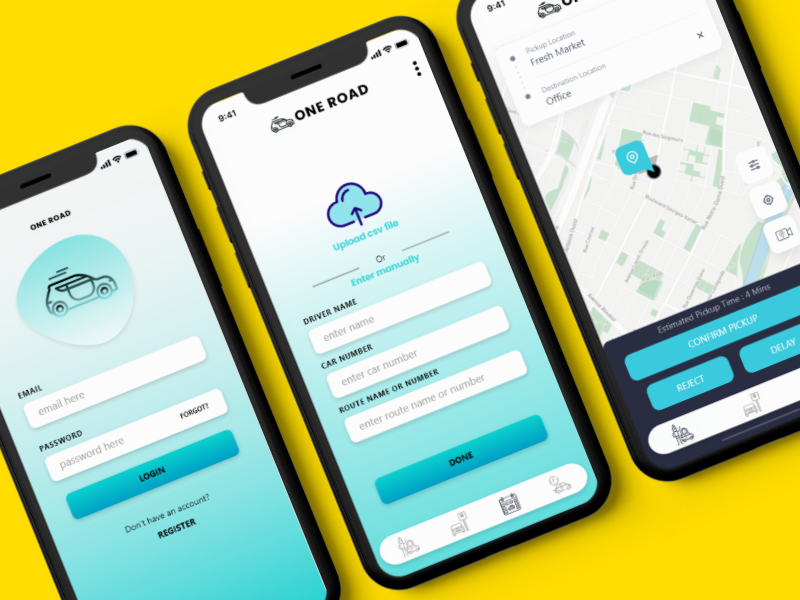 ONE ROAD
EMAIL
email here
PASSWORD
password here
FORGOT?
LOGIN
Don't have an account?
REGISTER
9:41
ONE ROAD
Upload csv file
Or
Enter manually
DRIVER NAME
enter name
CAR NUMBER
enter car number
ROUTE NAME OR NUMBER
enter route name or number
DONE
9:41
Pickup Location
Fresh Market
Destination Location
Office
Estimated Pickup Time : 4 Mins
CONFIRM PICKUP
REJECT
DELAY